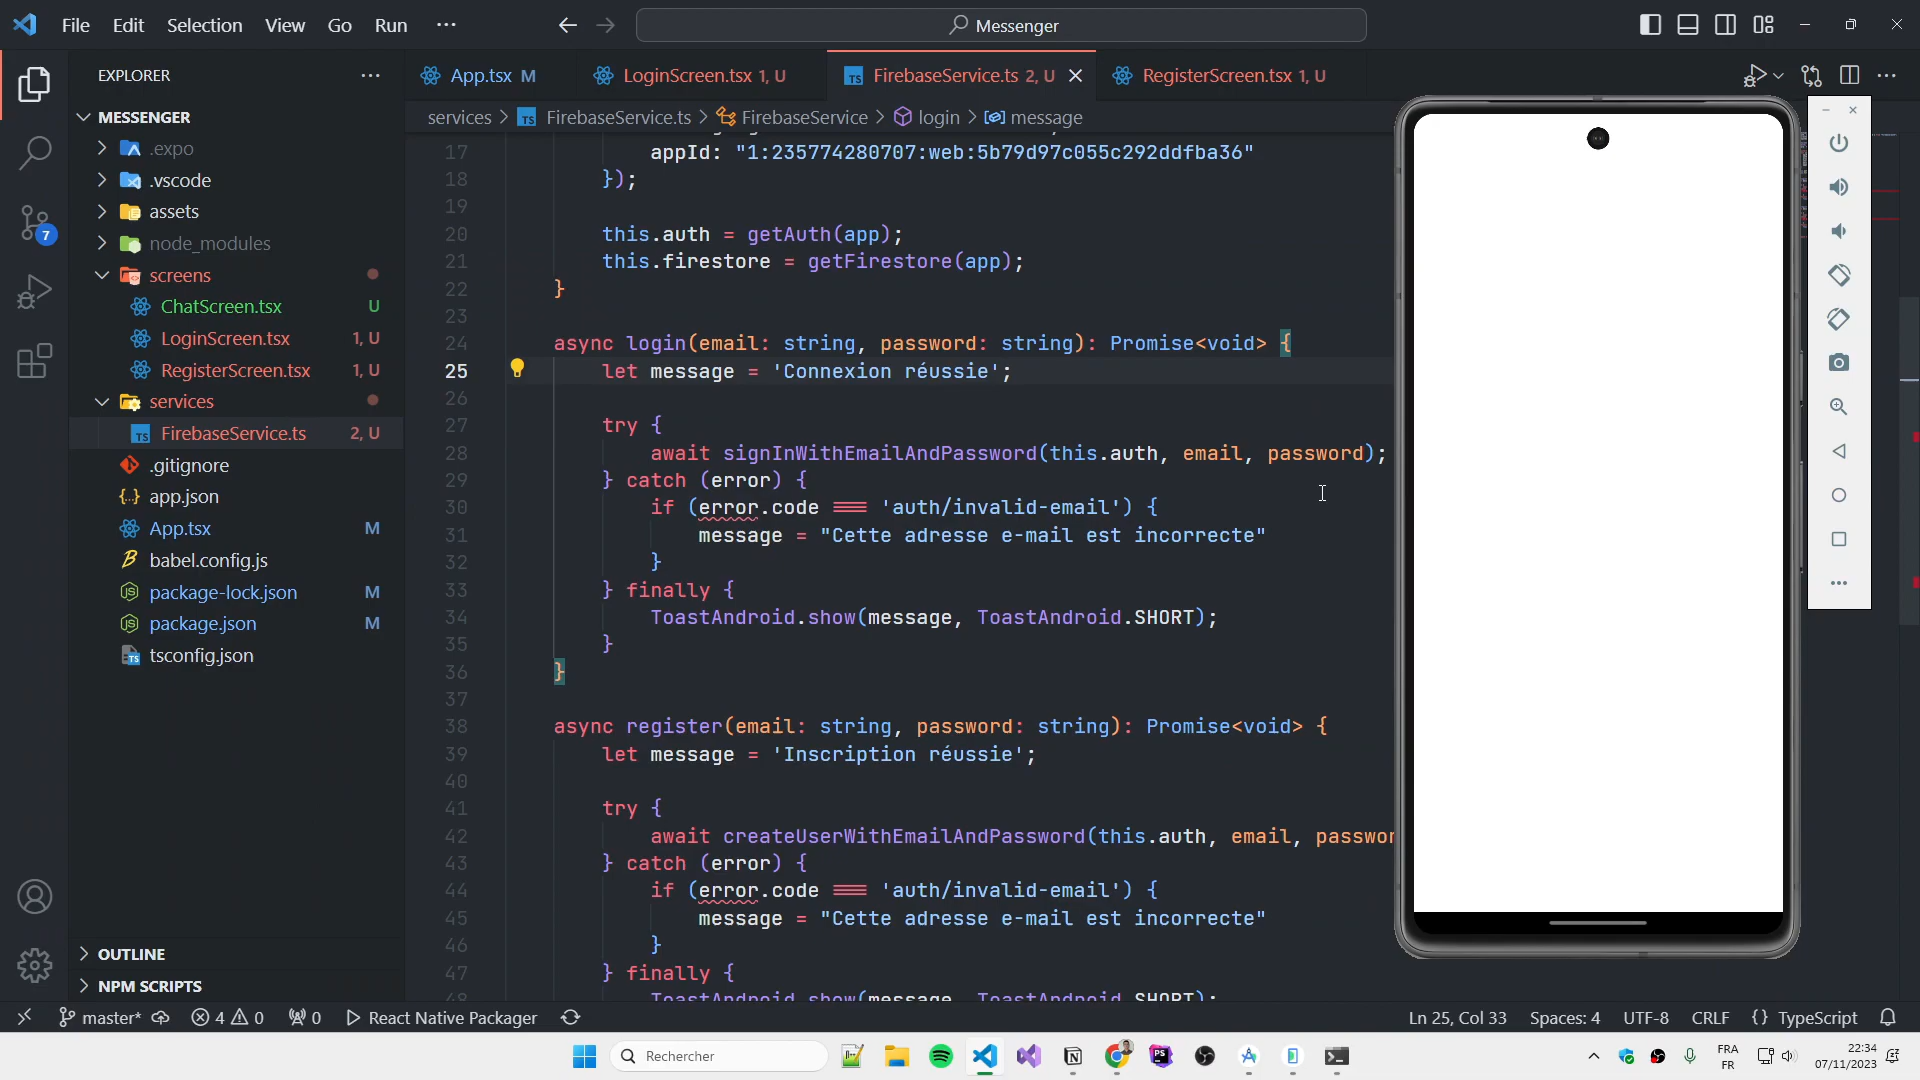 File Edit Selection View Go Run ···
Messenger
EXPLORER
MESSENGER
.expo
.vscode
assets
node_modules
screens
ChatScreen.tsx U
LoginScreen.tsx 1, U
RegisterScreen.tsx 1, U
services
FirebaseService.ts 2, U
.gitignore
app.json
App.tsx M
babel.config.js
package-lock.json M
package.json M
tsconfig.json
OUTLINE
NPM SCRIPTS
7
App.tsx M
LoginScreen.tsx 1, U
FirebaseService.ts 2, U
RegisterScreen.tsx 1, U
services > FirebaseService.ts > FirebaseService > login > message
17 appId: "1:235774280707:web:5b79d97c055c292ddfba36"
18 });
19
20 this.auth = getAuth(app);
21 this.firestore = getFirestore(app);
22 }
23
24 async login(email: string, password: string): Promise<void> {
25 let message = 'Connexion réussie';
26
27 try {
28 await signInWithEmailAndPassword(this.auth, email, password);
29 } catch (error) {
30 if (error.code === 'auth/invalid-email') {
31 message = "Cette adresse e-mail est incorrecte"
32 }
33 } finally {
34 ToastAndroid.show(message, ToastAndroid.SHORT);
35 }
36 }
37
38 async register(email: string, password: string): Promise<void> {
39 let message = 'Inscription réussie';
40
41 try {
42 await createUserWithEmailAndPassword(this.auth, email, passwor
43 } catch (error) {
44 if (error.code === 'auth/invalid-email') {
45 message = "Cette adresse e-mail est incorrecte"
46 }
47 } finally {
48 ToastAndroid.show(message, ToastAndroid.SHORT);
master* 4 0 0 React Native Packager
Ln 25, Col 33 Spaces: 4 UTF-8 CRLF {} TypeScript
Rechercher
FRA
FR
22:34
07/11/2023